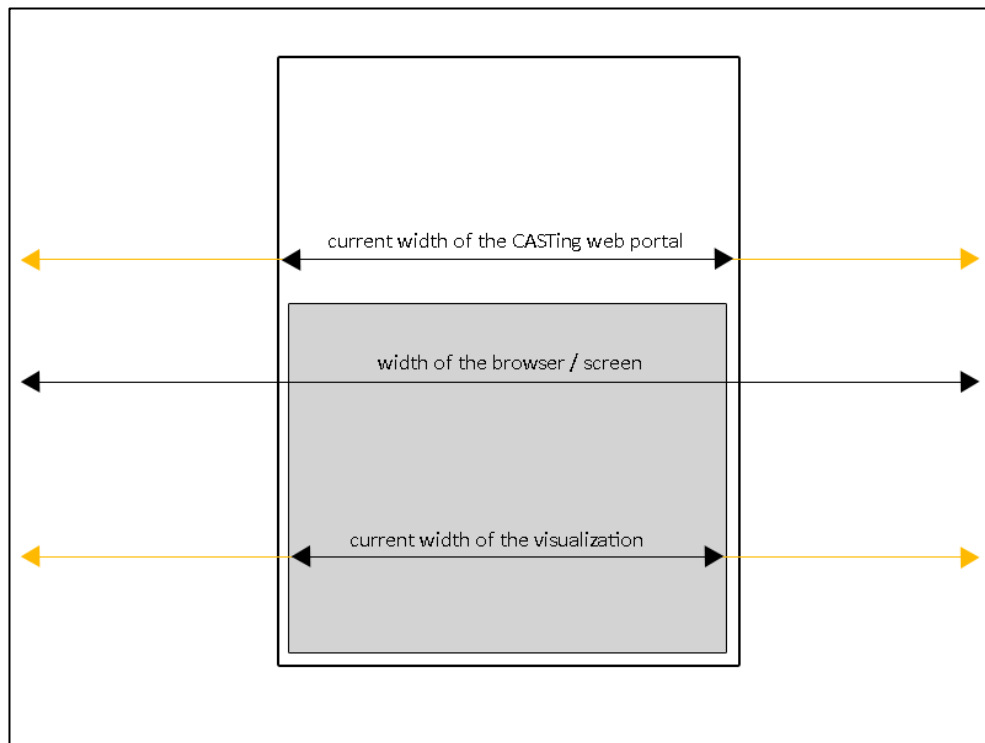 current width of the CASTing web portal
width of the browser / screen
current width of the visualization